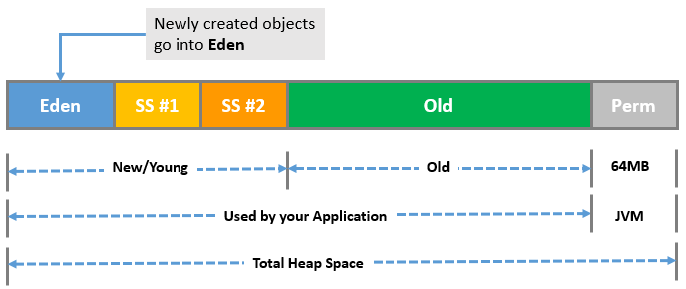 Newly created objects
go into Eden
Eden SS #1 SS #2 Old Perm
New/Young Old 64MB
Used by your Application JVM
Total Heap Space